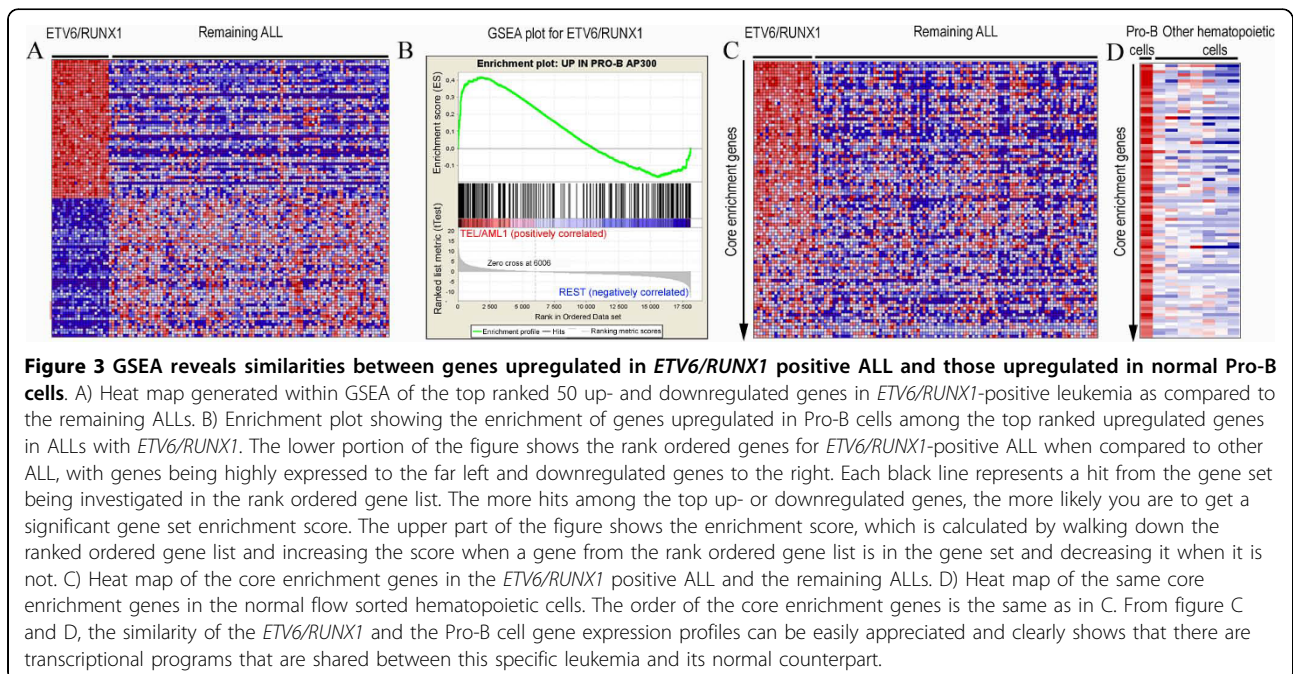 ETV6/RUNX1
Remaining ALL
A
B
GSEA plot for ETV6/RUNX1
Enrichment plot: UP IN PRO-B AP300
Enrichment score (ES)
0,4
0,3
0,2
0,1
0,0
-0,1
TEL/AML1 (positively correlated)
Ranked list metric (tTest)
20
15
10
5
0
-5
-10
Zero cross at 6006
REST (negatively correlated)
0 2 500 5 000 7 500 10 000 12 500 15 000 17 500
Rank in Ordered Data set
Enrichment profile Hits Ranking metric scores
ETV6/RUNX1
Remaining ALL
C
Core enrichment genes
D
Pro-B Other hematopoietic
cells cells
Core enrichment genes
Figure 3 GSEA reveals similarities between genes upregulated in ETV6/RUNX1 positive ALL and those upregulated in normal Pro-B
cells. A) Heat map generated within GSEA of the top ranked 50 up- and downregulated genes in ETV6/RUNX1-positive leukemia as compared to
the remaining ALLs. B) Enrichment plot showing the enrichment of genes upregulated in Pro-B cells among the top ranked upregulated genes
in ALLs with ETV6/RUNX1. The lower portion of the figure shows the rank ordered genes for ETV6/RUNX1-positive ALL when compared to other
ALL, with genes being highly expressed to the far left and downregulated genes to the right. Each black line represents a hit from the gene set
being investigated in the rank ordered gene list. The more hits among the top up- or downregulated genes, the more likely you are to get a
significant gene set enrichment score. The upper part of the figure shows the enrichment score, which is calculated by walking down the
ranked ordered gene list and increasing the score when a gene from the rank ordered gene list is in the gene set and decreasing it when it is
not. C) Heat map of the core enrichment genes in the ETV6/RUNX1 positive ALL and the remaining ALLs. D) Heat map of the same core
enrichment genes in the normal flow sorted hematopoietic cells. The order of the core enrichment genes is the same as in C. From figure C
and D, the similarity of the ETV6/RUNX1 and the Pro-B cell gene expression profiles can be easily appreciated and clearly shows that there are
transcriptional programs that are shared between this specific leukemia and its normal counterpart.